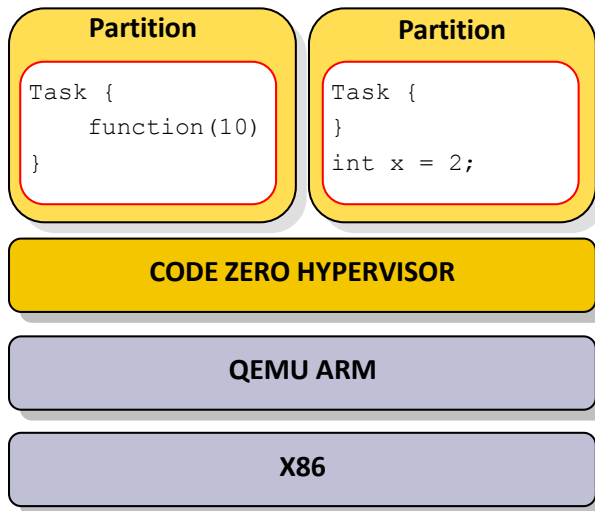 Partition
Task {
    function(10)
}
Partition
Task {
}
int x = 2;
CODE ZERO HYPERVISOR
QEMU ARM
X86